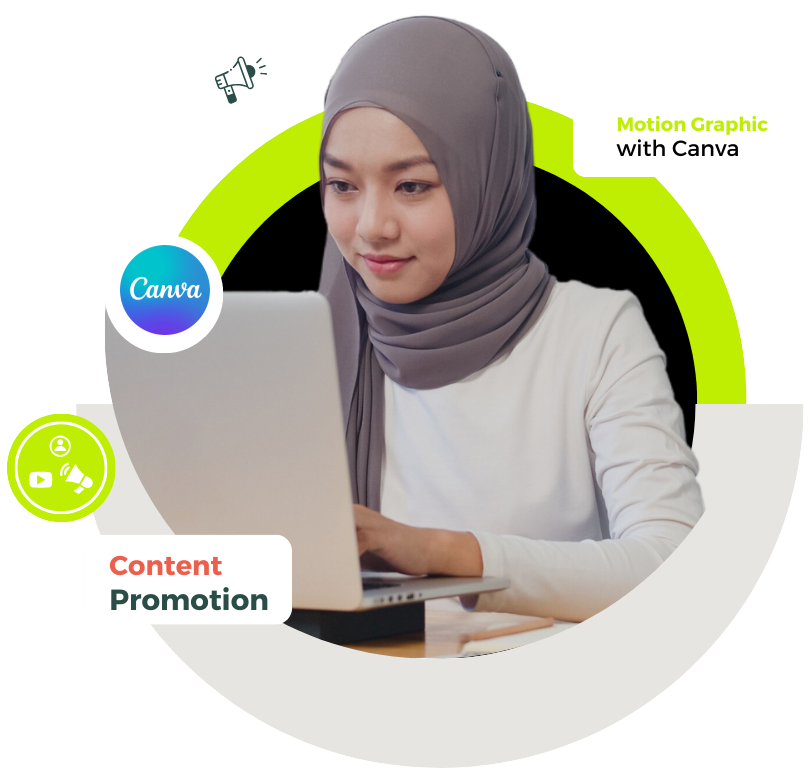 Motion Graphic
with Canva
Canva
Content
Promotion